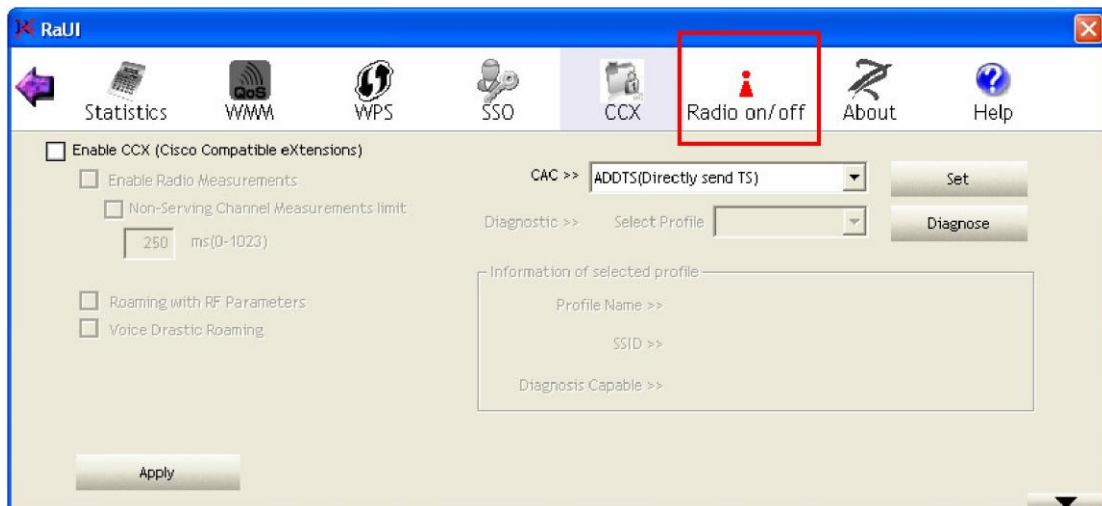 RaUI
Statistics
QoS
WMM
WPS
SSO
CCX
Radio on/off
About
Help
Enable CCX (Cisco Compatible eXtensions)
Enable Radio Measurements
Non-Serving Channel Measurements limit
250 ms(0-1023)
Roaming with RF Parameters
Voice Drastic Roaming
Apply
CAC >> ADDTS(Directly send TS) Set
Diagnostic >> Select Profile Diagnose
Information of selected profile
Profile Name >>
SSID >>
Diagnosis Capable >>